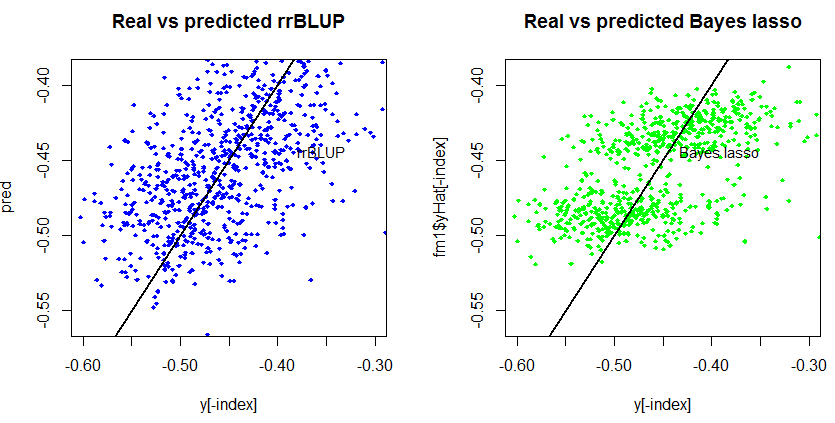 Real vs predicted rrBLUP
pred
-0.40
-0.45
-0.50
-0.55
rrBLUP
-0.60
-0.50
-0.40
-0.30
y[-index]
Real vs predicted Bayes lasso
fm1$yHat[-index]
-0.40
-0.45
-0.50
-0.55
Bayes lasso
-0.60
-0.50
-0.40
-0.30
y[-index]